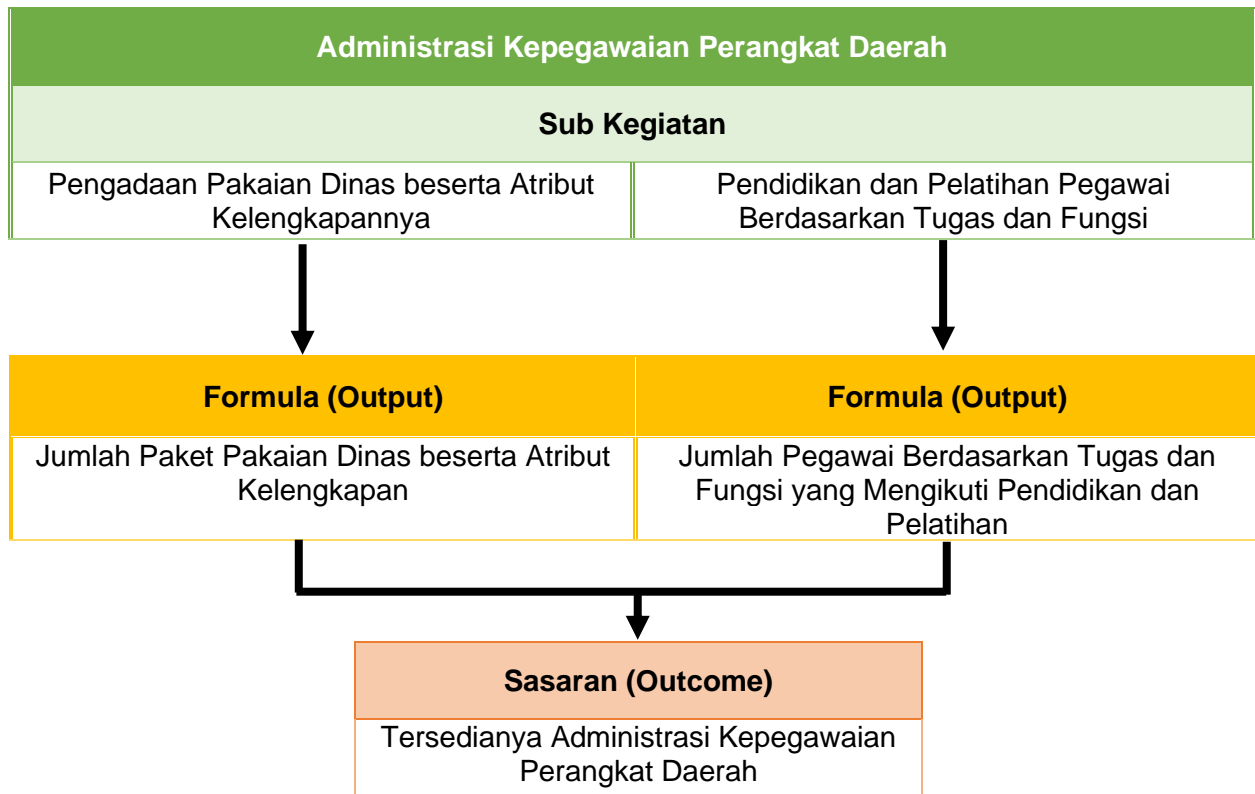 Administrasi Kepegawaian Perangkat Daerah
Sub Kegiatan
Pengadaan Pakaian Dinas beserta Atribut
Kelengkapannya
Pendidikan dan Pelatihan Pegawai
Berdasarkan Tugas dan Fungsi
Formula (Output)
Formula (Output)
Jumlah Paket Pakaian Dinas beserta Atribut
Kelengkapan
Jumlah Pegawai Berdasarkan Tugas dan
Fungsi yang Mengikuti Pendidikan dan
Pelatihan
Sasaran (Outcome)
Tersedianya Administrasi Kepegawaian
Perangkat Daerah